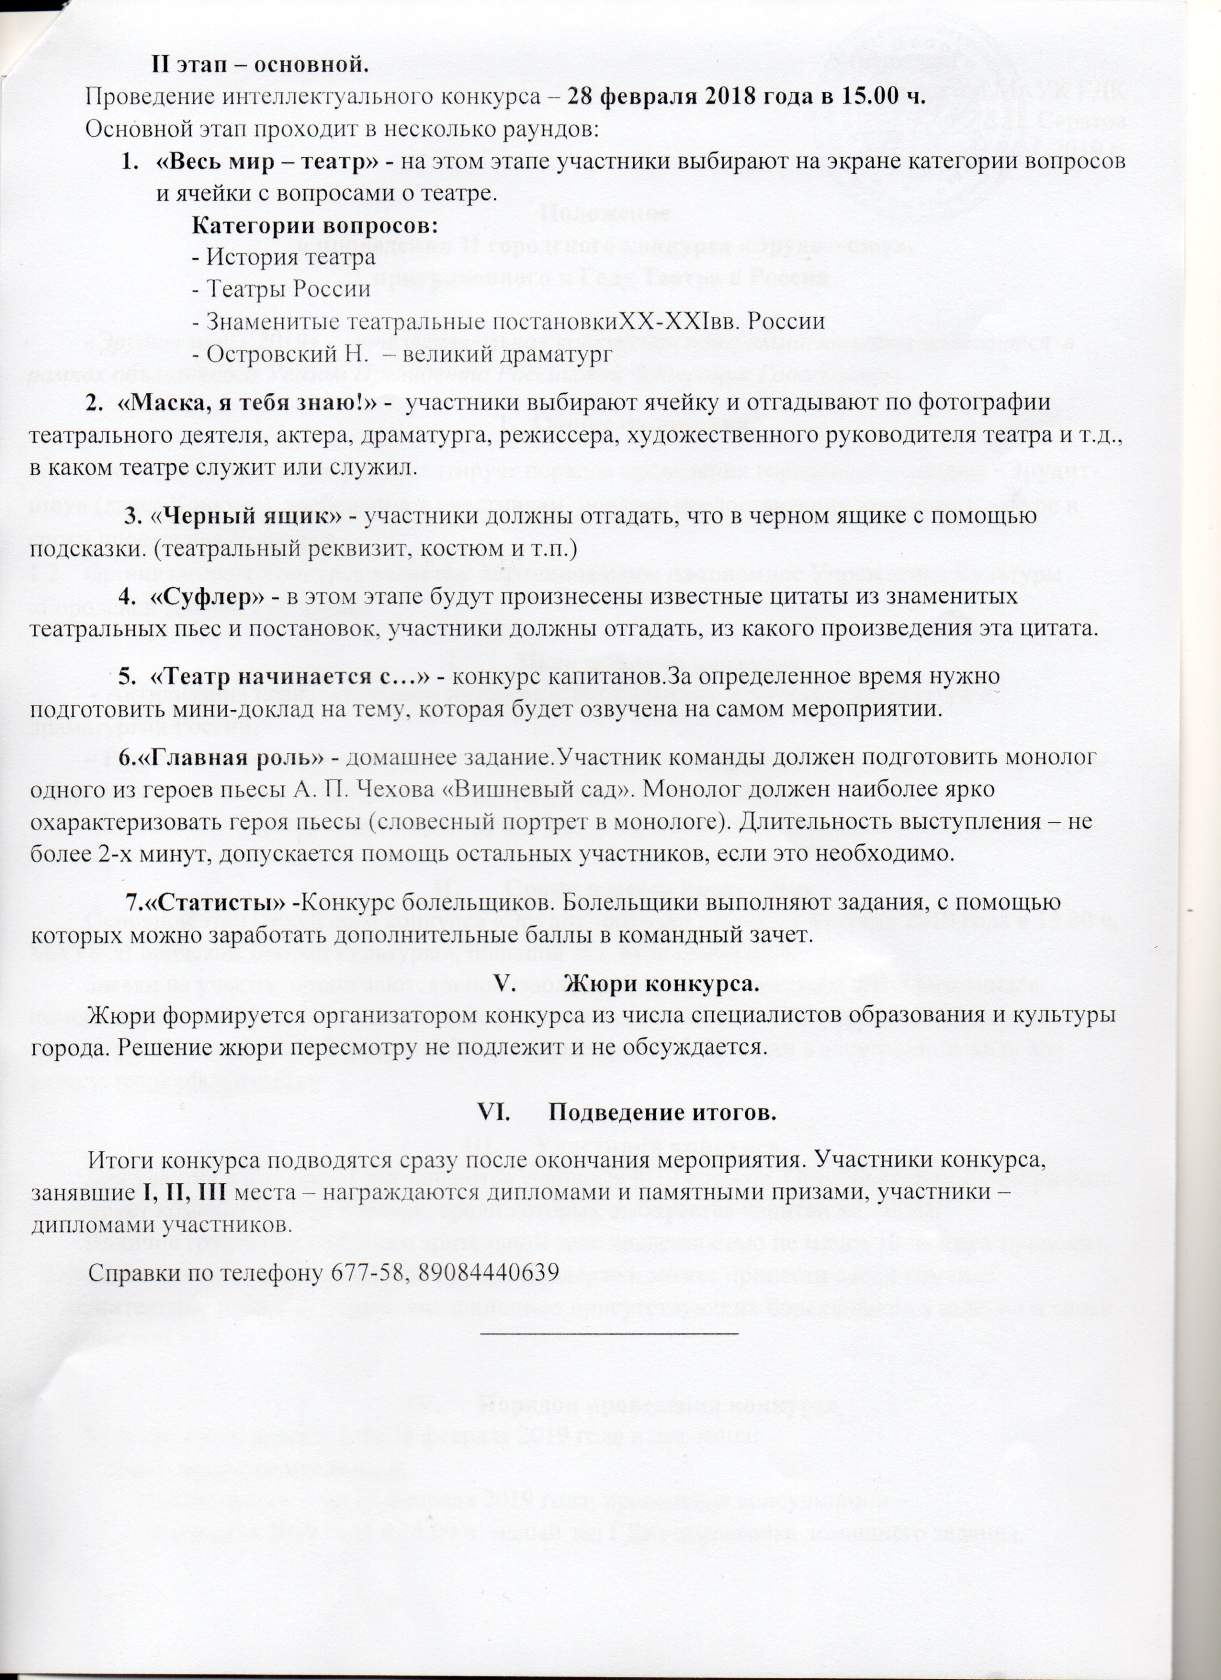 II этап – основной.
Проведение интеллектуального конкурса – 28 февраля 2018 года в 15.00 ч.
Основной этап проходит в несколько раундов:
1. «Весь мир – театр» - на этом этапе участники выбирают на экране категории вопросов
и ячейки с вопросами о театре.
Категории вопросов:
- История театра
- Театры России
- Знаменитые театральные постановкиXX-XXIвв. России
- Островский Н. – великий драматург
2. «Маска, я тебя знаю!» - участники выбирают ячейку и отгадывают по фотографии
театрального деятеля, актера, драматурга, режиссера, художественного руководителя театра и т.д.,
в каком театре служит или служил.
3. «Черный ящик» - участники должны отгадать, что в черном ящике с помощью
подсказки. (театральный реквизит, костюм и т.п.)
4. «Суфлер» - в этом этапе будут произнесены известные цитаты из знаменитых
театральных пьес и постановок, участники должны отгадать, из какого произведения эта цитата.
5. «Театр начинается с…» - конкурс капитанов.За определенное время нужно
подготовить мини-доклад на тему, которая будет озвучена на самом мероприятии.
6.«Главная роль» - домашнее задание.Участник команды должен подготовить монолог
одного из героев пьесы А. П. Чехова «Вишневый сад». Монолог должен наиболее ярко
охарактеризовать героя пьесы (словесный портрет в монологе). Длительность выступления – не
более 2-х минут, допускается помощь остальных участников, если это необходимо.
7.«Статисты» -Конкурс болельщиков. Болельщики выполняют задания, с помощью
которых можно заработать дополнительные баллы в командный зачет.
V. Жюри конкурса.
Жюри формируется организатором конкурса из числа специалистов образования и культуры
города. Решение жюри пересмотру не подлежит и не обсуждается.
VI. Подведение итогов.
Итоги конкурса подводятся сразу после окончания мероприятия. Участники конкурса,
занявшие I, II, III места – награждаются дипломами и памятными призами, участники –
дипломами участников.
Справки по телефону 677-58, 89084440639